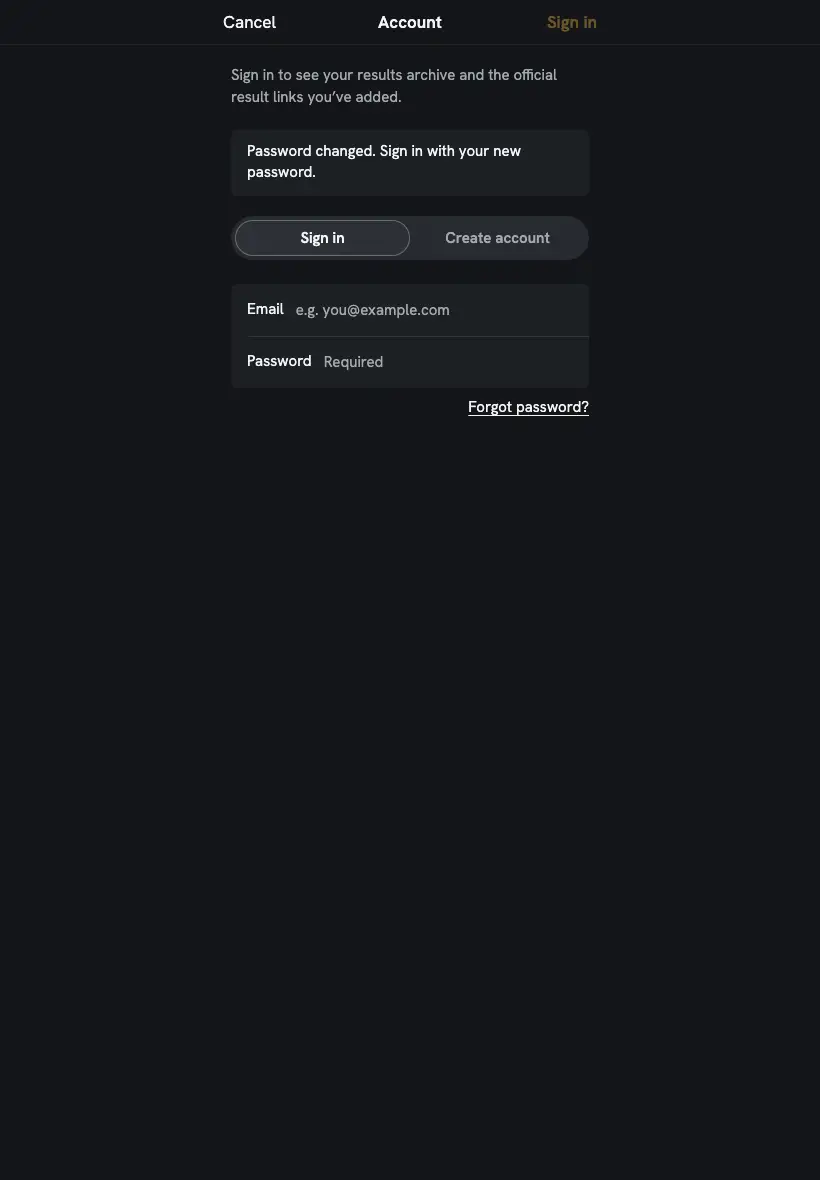 Cancel
Account
Sign in
Sign in to see your results archive and the official
result links you’ve added.
Password changed. Sign in with your new
password.
Sign in
Create account
Email e.g. you@example.com
Password Required
Forgot password?